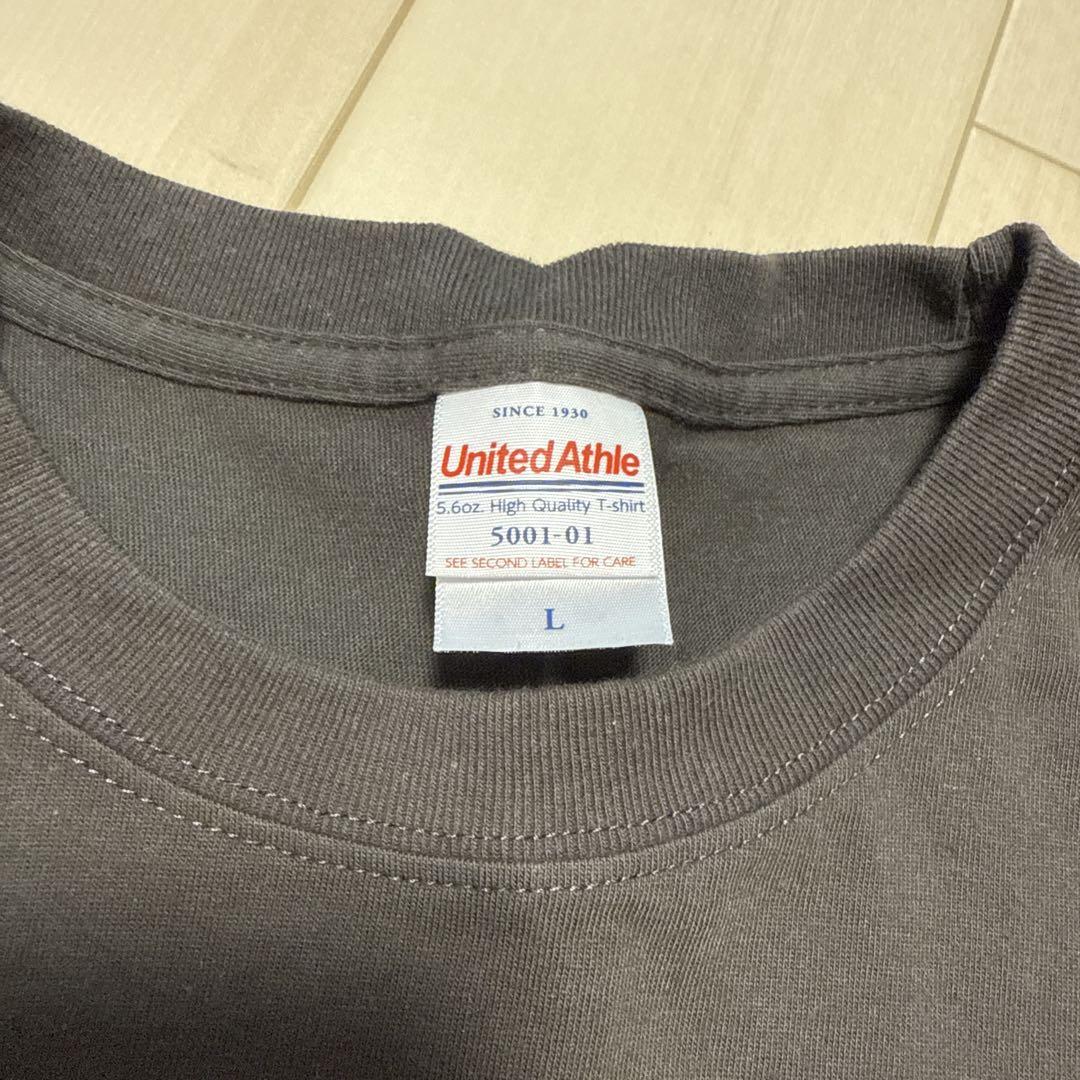 SINCE 1930
United Athle
5.6oz. High Quality T-shirt
5001-01
SEE SECOND LABEL FOR CARE
L